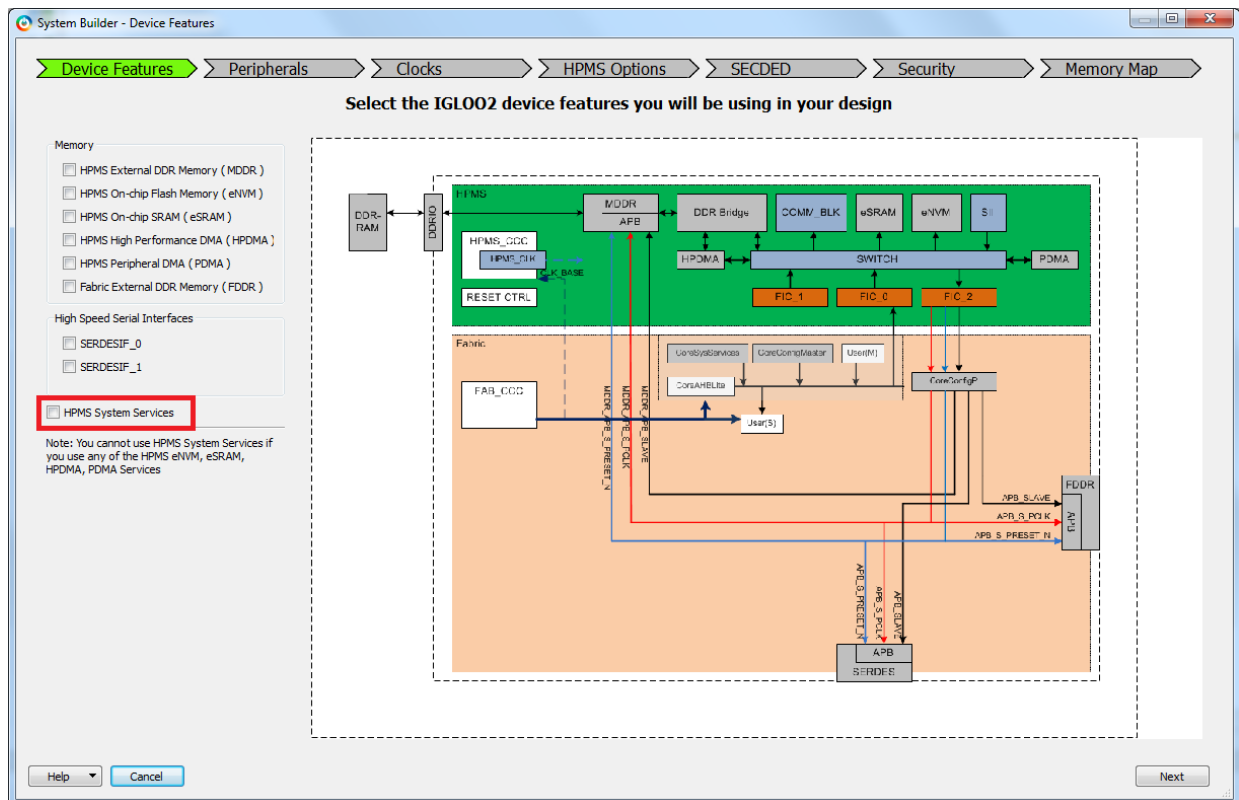 System Builder - Device Features
Device Features
Peripherals
Clocks
HPMS Options
SECDED
Security
Memory Map
Select the IGLOO2 device features you will be using in your design
Memory
HPMS External DDR Memory ( MDDR )
HPMS On-chip Flash Memory ( eNVM )
HPMS On-chip SRAM ( eSRAM )
HPMS High Performance DMA ( HPDMA )
HPMS Peripheral DMA ( PDMA )
Fabric External DDR Memory ( FDDR )
High Speed Serial Interfaces
SERDESIF_0
SERDESIF_1
HPMS System Services
Note: You cannot use HPMS System Services if
you use any of the HPMS eNVM, eSRAM,
HPDMA, PDMA Services
DDR-
RAM
DDRIO
HPMS
MDDR
APB
DDR Bridge
COMM_BLK
eSRAM
eNVM
SII
HPMS_CCC
HPMS_CLK
CLK_BASE
RESET CTRL
HPDMA
SWITCH
PDMA
FIC_1
FIC_0
FIC_2
Fabric
FAB_CCC
CoreSysServices
CoreConfigMaster
User(M)
CoreAHBLite
User(S)
CoreConfigP
MDDR_APB_S_PRESET_N
MDDR_APB_S_PCLK
MDDR_APB_SLAVE
FDDR
APB
APB_SLAVE
APB_S_PCLK
APB_S_PRESET_N
APB_S_PRESET_N
APB_S_PCLK
APB_SLAVE
APB
SERDES
Help
Cancel
Next